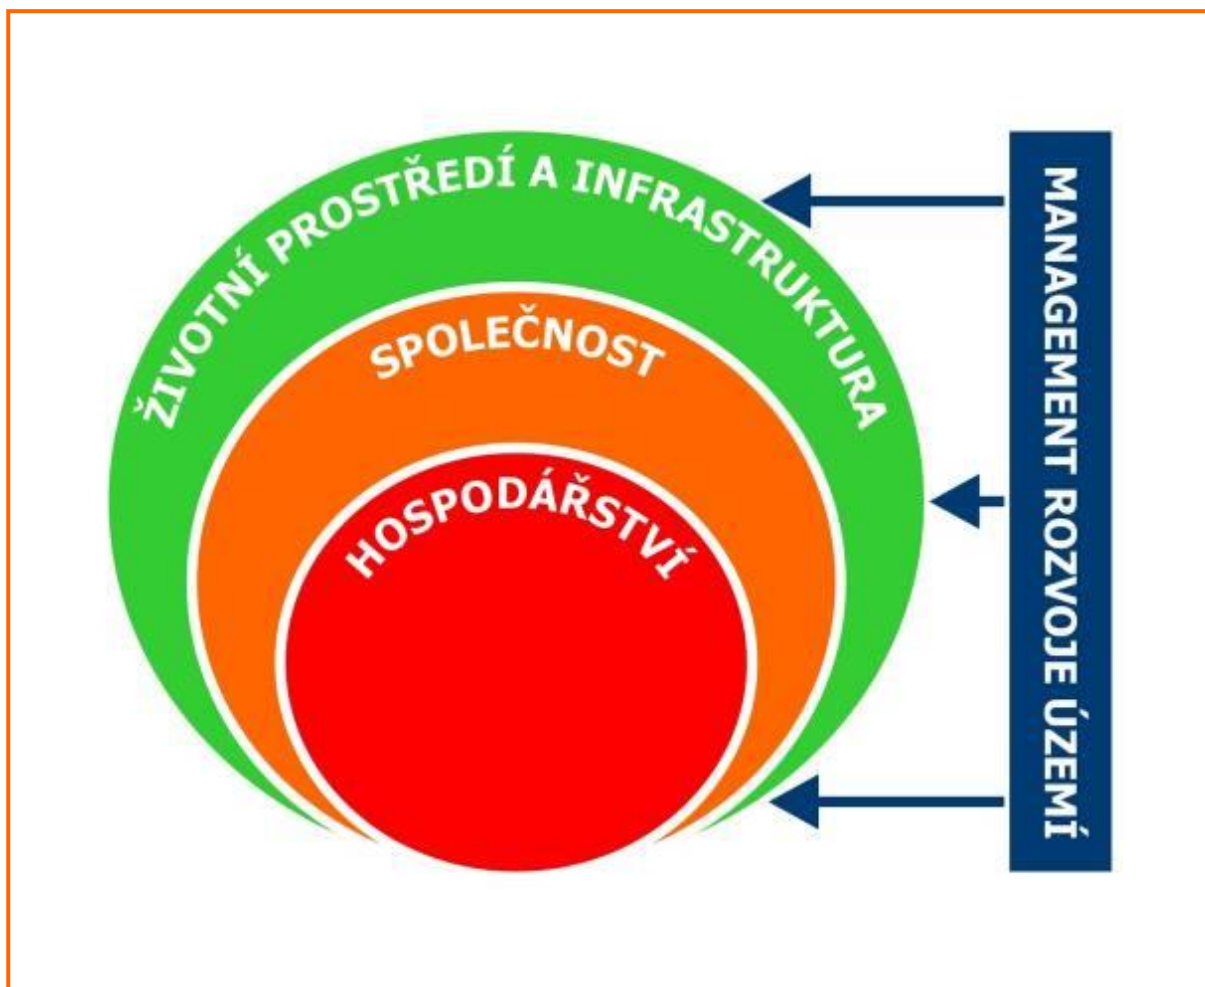 ŽIVOTNÍ PROSTŘEDÍ A INFRASTRUKTURA
SPOLEČNOST
HOSPODÁŘSTVÍ
MANAGEMENT ROZVOJE ÚZEMÍ